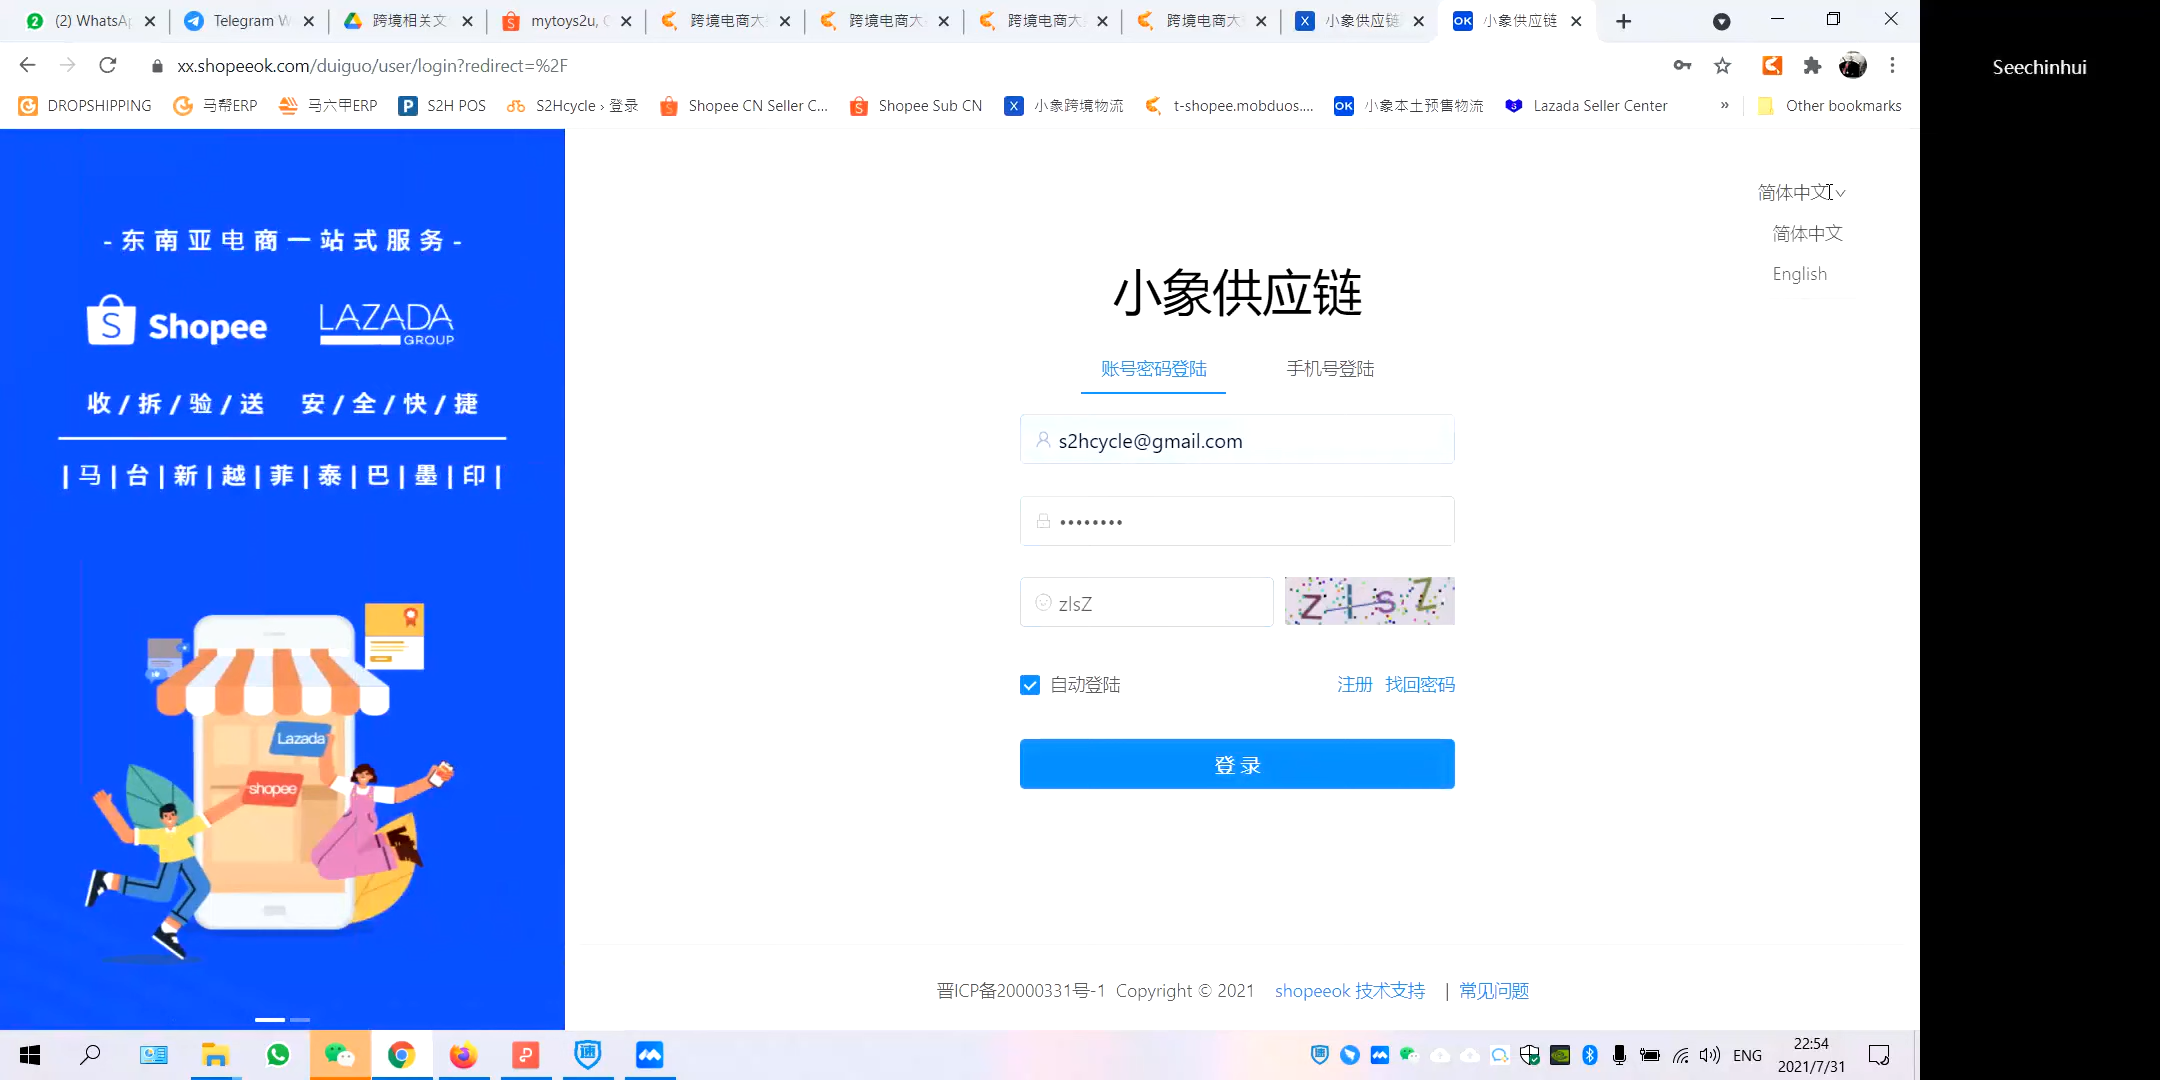 (2) WhatsA
Telegram W
跨境相关文
mytoys2u,
跨境电商大
跨境电商大
跨境电商大
跨境电商大
小象供应链
小象供应链
xx.shopeeok.com/duiguo/user/login?redirect=%2F
DROPSHIPPING
马帮ERP
马六甲ERP
S2H POS
S2Hcycle › 登录
Shopee CN Seller C...
Shopee Sub CN
小象跨境物流
t-shopee.mobduos....
小象本土预售物流
Lazada Seller Center
»
Other bookmarks
Seechinhui
-东南亚电商一站式服务-
Shopee
LAZADA
GROUP
收/拆/验/送 安/全/快/捷
|马|台|新|越|菲|泰|巴|墨|印|
Lazada
shopee
简体中文
简体中文
English
小象供应链
账号密码登陆
手机号登陆
s2hcycle@gmail.com
••••••••
zlsZ
zlsZ
自动登陆
注册 找回密码
登 录
晋ICP备20000331号-1 Copyright © 2021 shopeeok 技术支持 | 常见问题
ENG
22:54
2021/7/31